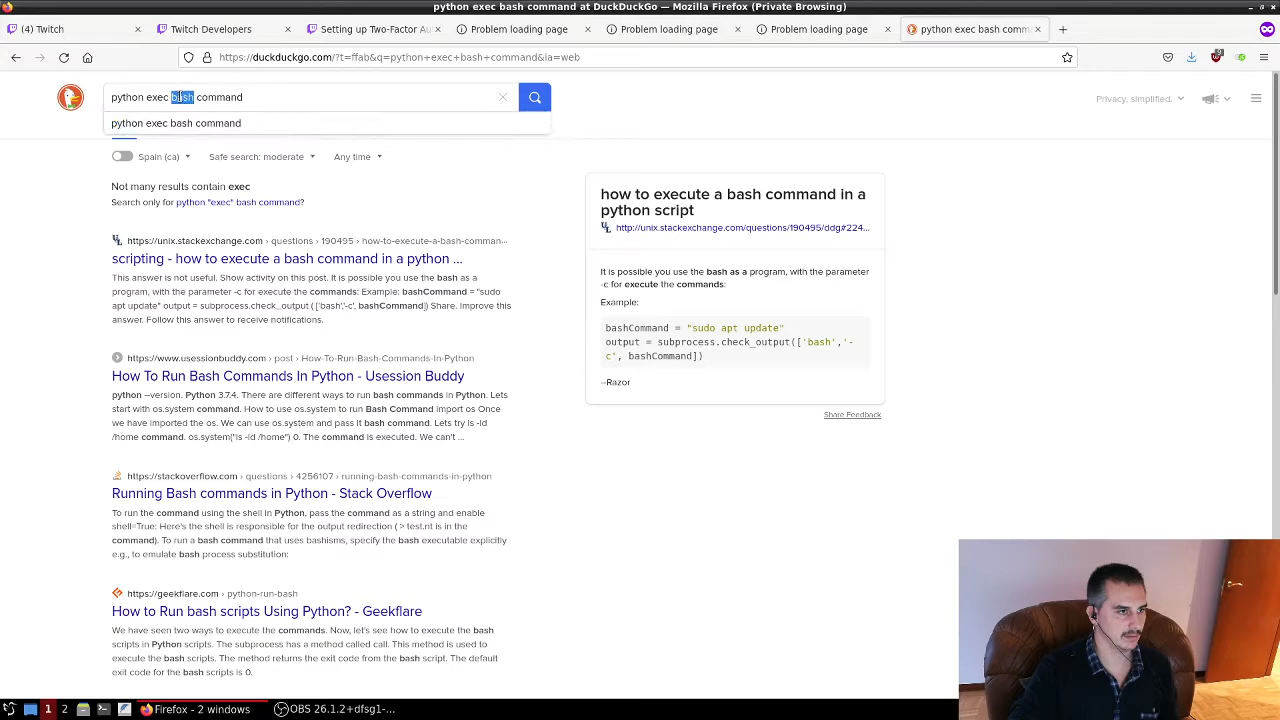 python exec bash command at DuckDuckGo — Mozilla Firefox (Private Browsing)
(4) Twitch
Twitch Developers
Setting up Two-Factor Au
Problem loading page
Problem loading page
Problem loading page
python exec bash comm
https://duckduckgo.com/?t=ffab&q=python+exec+bash+command&ia=web
python exec bash command
Privacy, simplified.
python exec bash command
Spain (ca)
Safe search: moderate
Any time
Not many results contain exec
Search only for python "exec" bash command?
https://unix.stackexchange.com › questions › 190495 › how-to-execute-a-bash-comman···
scripting - how to execute a bash command in a python ...
This answer is not useful. Show activity on this post. It is possible you use the bash as a
program, with the parameter -c for execute the commands: Example: bashCommand = "sudo
apt update" output = subprocess.check_output ( ['bash','-c', bashCommand]) Share. Improve this
answer. Follow this answer to receive notifications.
https://www.usessionbuddy.com › post › How-To-Run-Bash-Commands-In-Python
How To Run Bash Commands In Python - Usession Buddy
python --version. Python 3.7.4. There are different ways to run bash commands in Python. Lets
start with os.system command. How to use os.system to run Bash Command import os Once
we have imported the os. We can use os.system and pass it bash command. Lets try ls -ld
/home command. os.system("ls -ld /home") 0. The command is executed. We can't ...
https://stackoverflow.com › questions › 4256107 › running-bash-commands-in-python
Running Bash commands in Python - Stack Overflow
To run the command using the shell in Python, pass the command as a string and enable
shell=True: Here's the shell is responsible for the output redirection ( > test.nt is in the
command). To run a bash command that uses bashisms, specify the bash executable explicitly
e.g., to emulate bash process substitution:
https://geekflare.com › python-run-bash
How to Run bash scripts Using Python? - Geekflare
We have seen two ways to execute the commands. Now, let's see how to execute the bash
scripts in Python scripts. The subprocess has a method called call. This method is used to
execute the bash scripts. The method returns the exit code from the bash script. The default
exit code for the bash scripts is 0.
how to execute a bash command in a
python script
http://unix.stackexchange.com/questions/190495/ddg#224...
It is possible you use the bash as a program, with the parameter
-c for execute the commands:
Example:
bashCommand = "sudo apt update"
output = subprocess.check_output(['bash','-
c', bashCommand])
--Razor
Share Feedback
1
2
Firefox - 2 windows
OBS 26.1.2+dfsg1-...